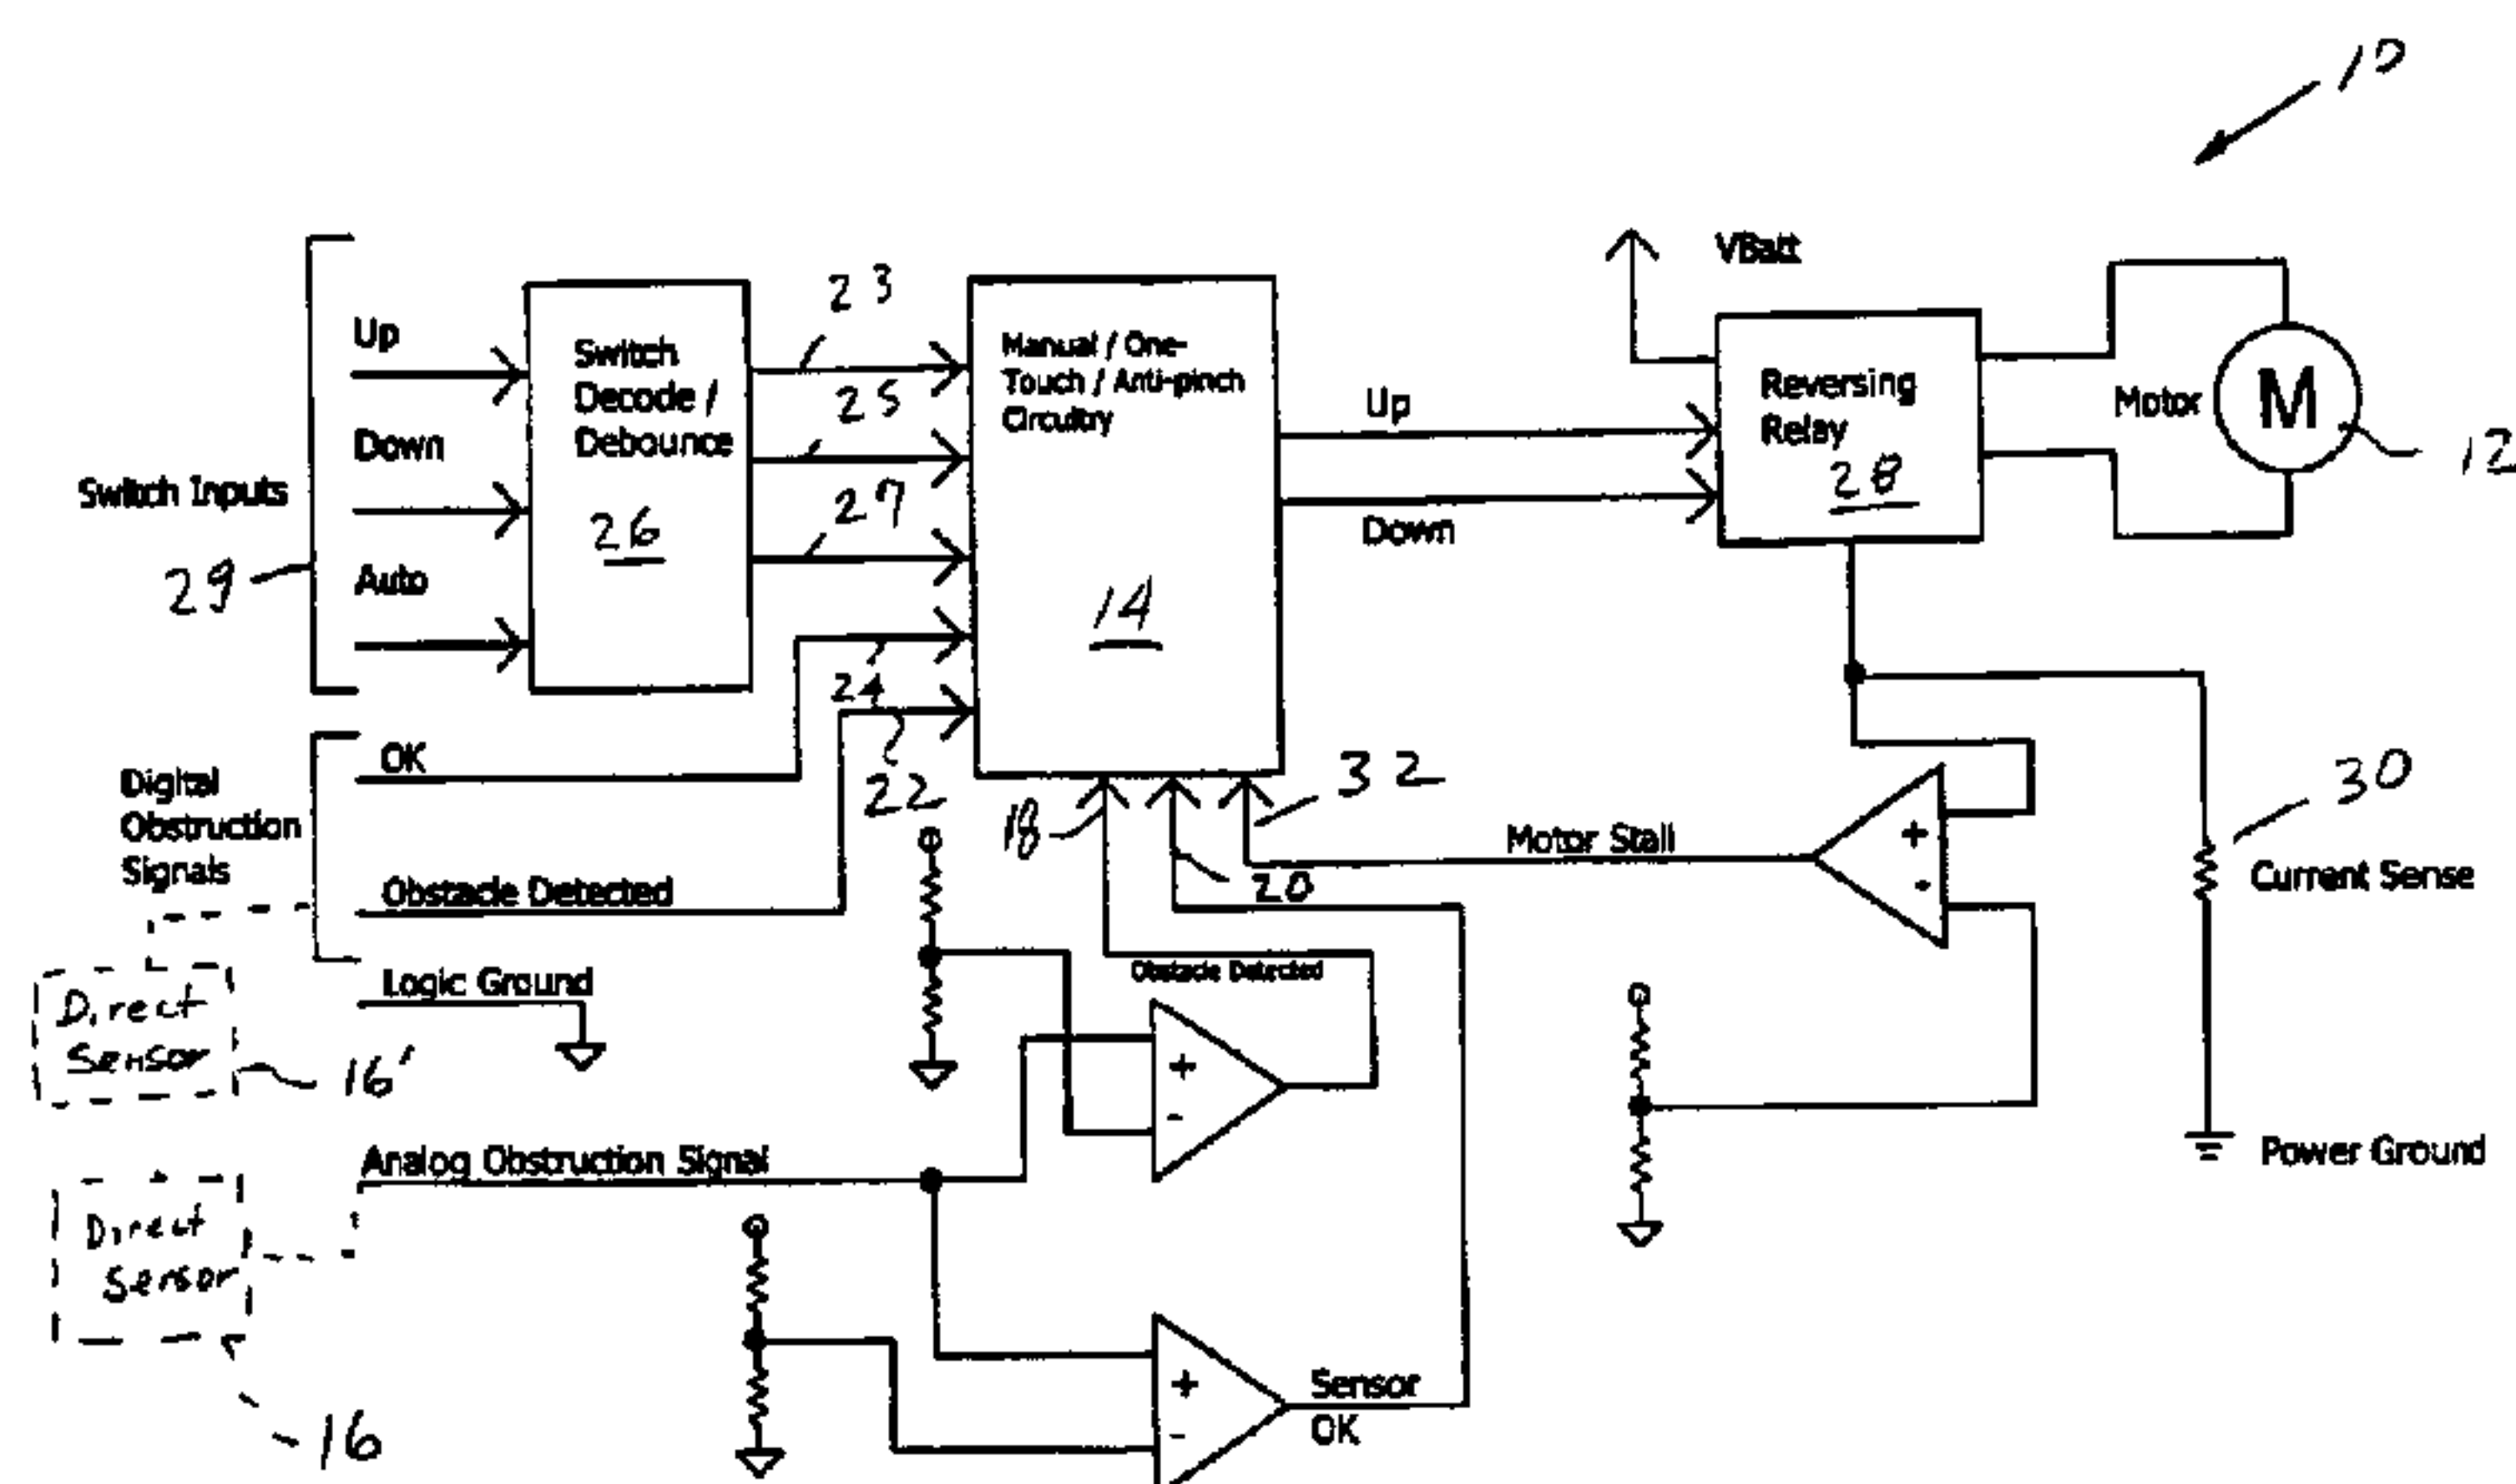 10
VBatt
23
Up
Switch
Decode /
Debounce
26
Manual / One-
Touch / Anti-pinch
Circuitry
14
25
Up
Reversing
Relay
28
Motor
M
12
Down
Switch Inputs
27
Down
Auto
29
24
OK
Digital
Obstruction
Signals
22
18
32
30
Motor Stall
+
-
Current Sense
20
Obstacle Detected
Obstacle Detected
Logic Ground
Direct
Sensor
16'
+
-
Analog Obstruction Signal
Power Ground
Direct
Sensor
16
+
-
Sensor
OK